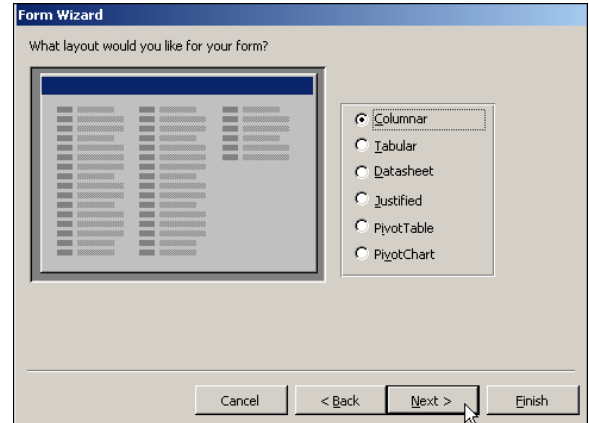 Form Wizard
What layout would you like for your form?
Columnar
Tabular
Datasheet
Justified
PivotTable
PivotChart
Cancel
< Back
Next >
Finish